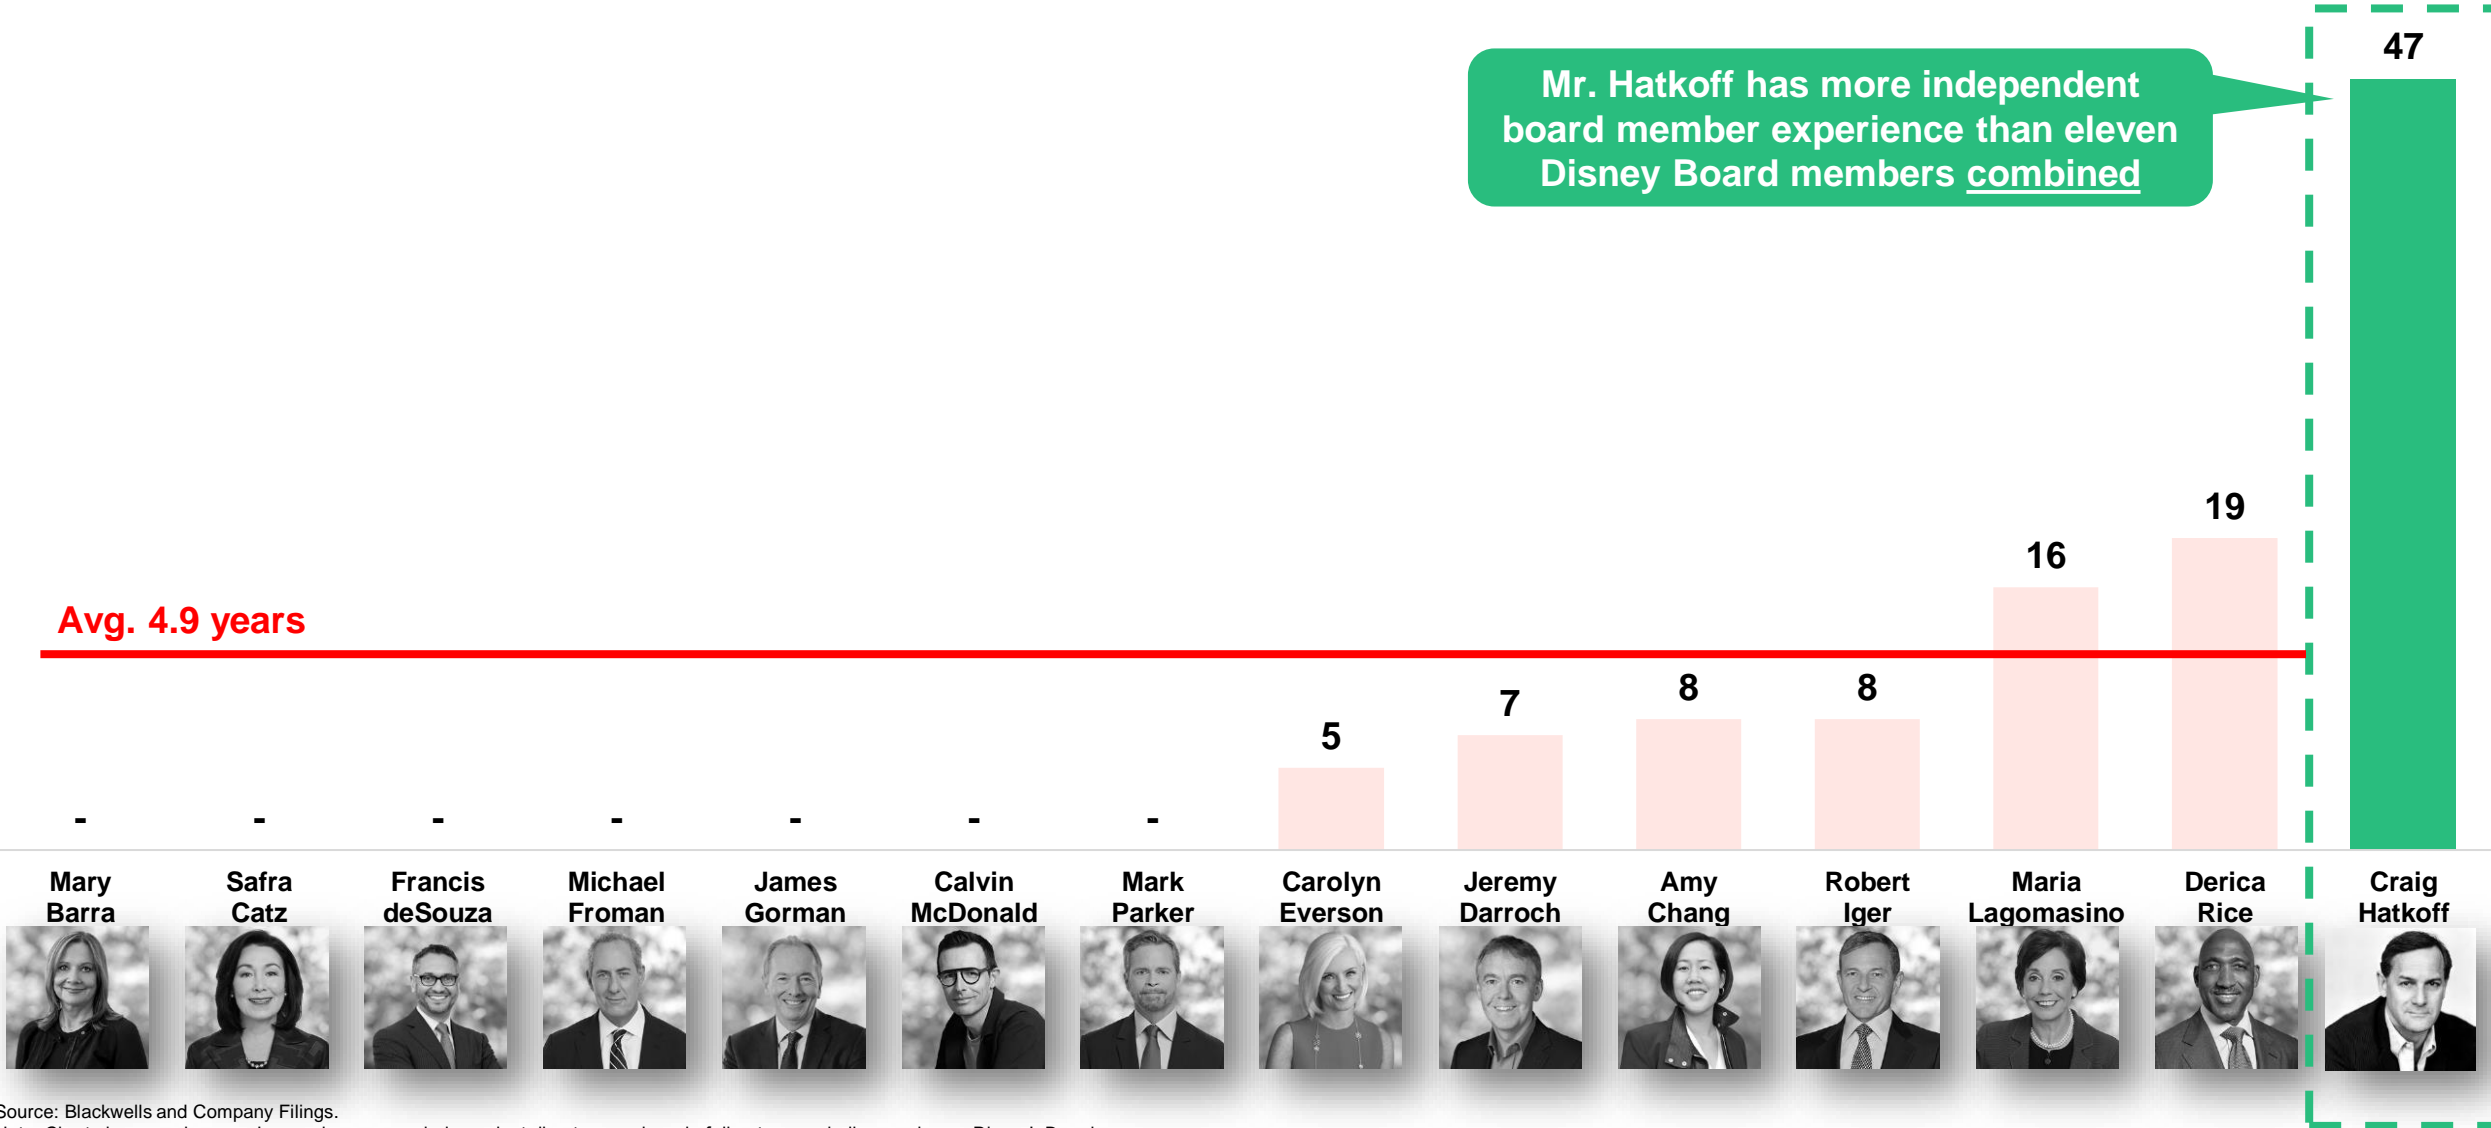 47
Mr. Hatkoff has more independent
board member experience than eleven
Disney Board members combined
19
16
Avg. 4.9 years
8
8
7
5
-
-
-
-
-
-
-
Mary
Barra
Safra
Catz
Francis
deSouza
Michael
Froman
James
Gorman
Calvin
McDonald
Mark
Parker
Carolyn
Everson
Jeremy
Darroch
Amy
Chang
Robert
Iger
Maria
Lagomasino
Derica
Rice
Craig
Hatkoff
Source: Blackwells and Company Filings.